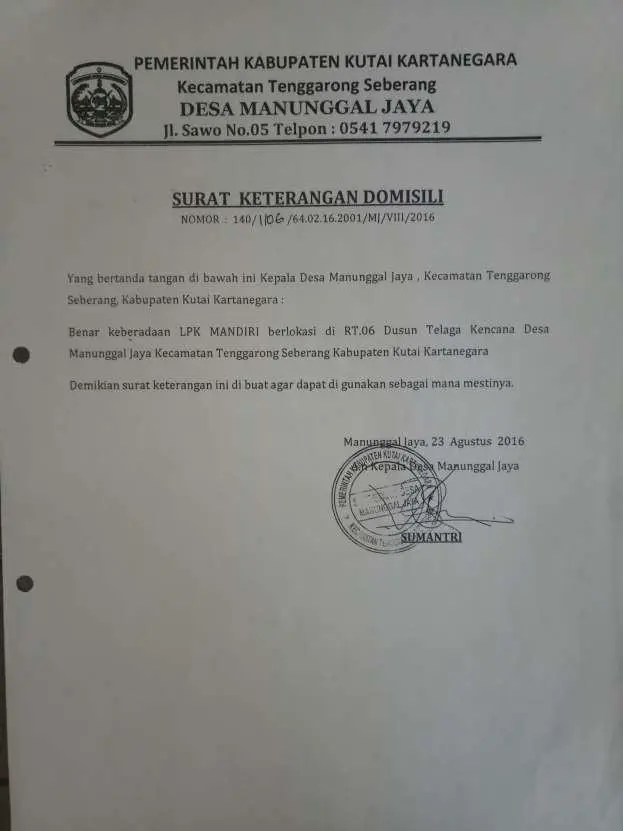 PEMERINTAH KABUPATEN KUTAI KARTANEGARA
Kecamatan Tenggarong Seberang
DESA MANUNGGAL JAYA
Jl. Sawo No.05 Telpon : 0541 7979219
SURAT KETERANGAN DOMISILI
NOMOR : 140/1106/64.02.16.2001/MJ/VIII/2016
Yang bertanda tangan di bawah ini Kepala Desa Manunggal Jaya , Kecamatan Tenggarong
Seberang, Kabupaten Kutai Kartanegara :
Benar keberadaan LPK MANDIRI berlokasi di RT.06 Dusun Telaga Kencana Desa
Manunggal Jaya Kecamatan Tenggarong Seberang Kabupaten Kutai Kartanegara
Demikian surat keterangan ini di buat agar dapat di gunakan sebagai mana mestinya.
Manunggal Jaya, 23 Agustus 2016
Kepala Desa Manunggal Jaya
PEMERINTAH KABUPATEN KUTAI KARTA
DESA
MANUNGGAL JAYA
SUMANTRI